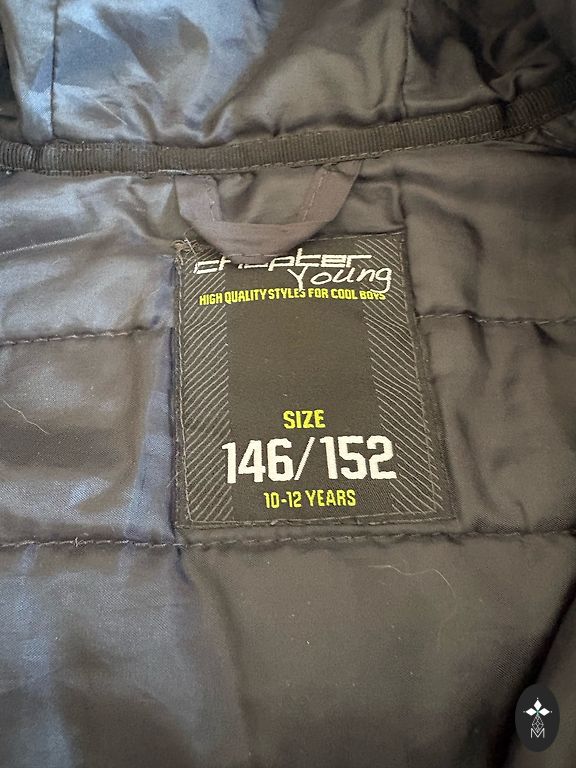 chapter
Young
HIGH QUALITY STYLES FOR COOL BOYS
SIZE
146/152
10-12 YEARS
M